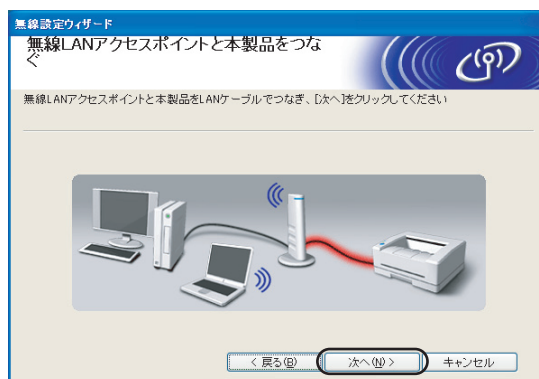 無線設定ウィザード
無線LANアクセスポイントと本製品をつな
ぐ
無線LANアクセスポイントと本製品をLANケーブルでつなぎ、[次へ]をクリックしてください
< 戻る(B)
次へ(N) >
キャンセル